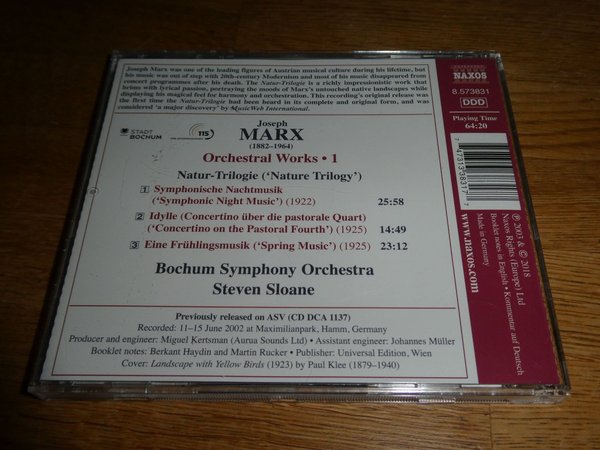 Joseph Marx was one of the leading figures of Austrian musical culture during his lifetime, but
his music was out of step with 20th-century Modernism and most of his music disappeared from
concert programmes after his death. The Natur-Trilogie is a richly impressionistic work that
brims with lyrical passion, portraying the moods of Marx's untouched native landscapes while
displaying his magical feel for harmony and orchestration. This recording's original release was
the first time the Natur-Trilogie had been heard in its complete and original form, and was
considered 'a major discovery' by MusicWeb International.
STADT
BOCHUM
115
Joseph
MARX
(1882–1964)
Orchestral Works • 1
Natur-Trilogie ('Nature Trilogy')
1 Symphonische Nachtmusik
('Symphonic Night Music') (1922) 25:58
2 Idylle (Concertino über die pastorale Quart)
('Concertino on the Pastoral Fourth') (1925) 14:49
3 Eine Frühlingsmusik ('Spring Music') (1925) 23:12
Bochum Symphony Orchestra
Steven Sloane
Previously released on ASV (CD DCA 1137)
Recorded: 11–15 June 2002 at Maximilianpark, Hamm, Germany
Producer and engineer: Miguel Kertsman (Aurua Sounds Ltd) • Assistant engineer: Johannes Müller
Booklet notes: Berkant Haydin and Martin Rucker • Publisher: Universal Edition, Wien
Cover: Landscape with Yellow Birds (1923) by Paul Klee (1879–1940)
NAXOS
8.573831
DDD
Playing Time
64:20
7 47313 38317 7
℗ 2003 & © 2018
Naxos Rights (Europe) Ltd
Booklet notes in English • Kommentar auf Deutsch
Made in Germany
www.naxos.com